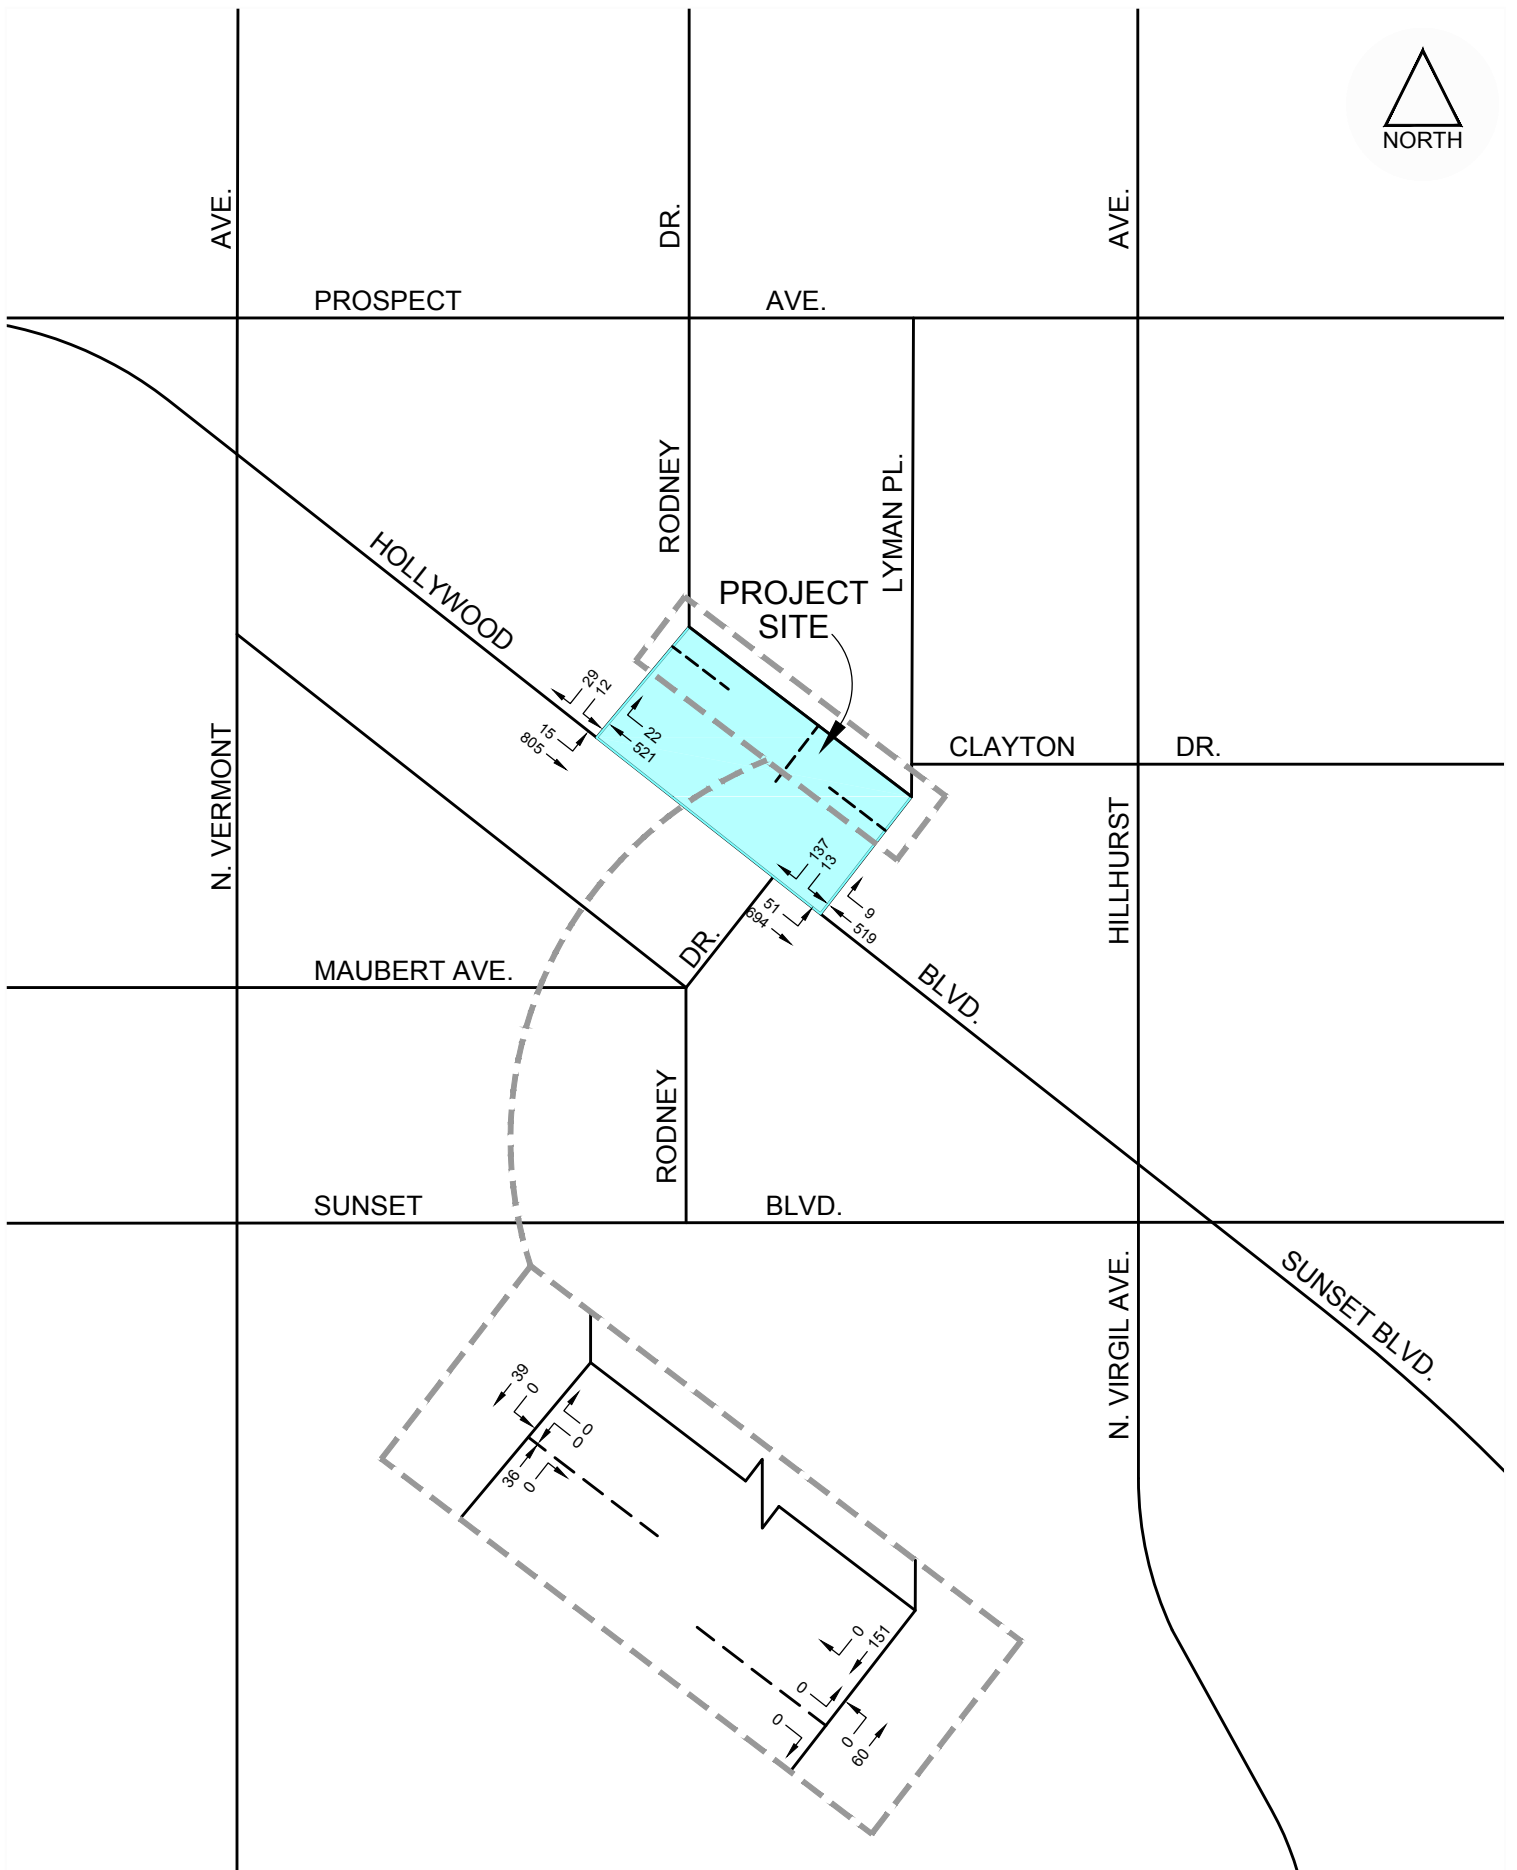 NORTH
AVE.
DR.
AVE.
PROSPECT
AVE.
RODNEY
LYMAN PL.
HOLLYWOOD
PROJECT
SITE
29
12
15
805
22
521
N. VERMONT
CLAYTON
DR.
HILLHURST
137
13
51
694
9
519
DR.
MAUBERT AVE.
BLVD.
RODNEY
SUNSET
BLVD.
N. VIRGIL AVE.
SUNSET BLVD.
39
0
0
0
36
0
0
151
0
0
0
60